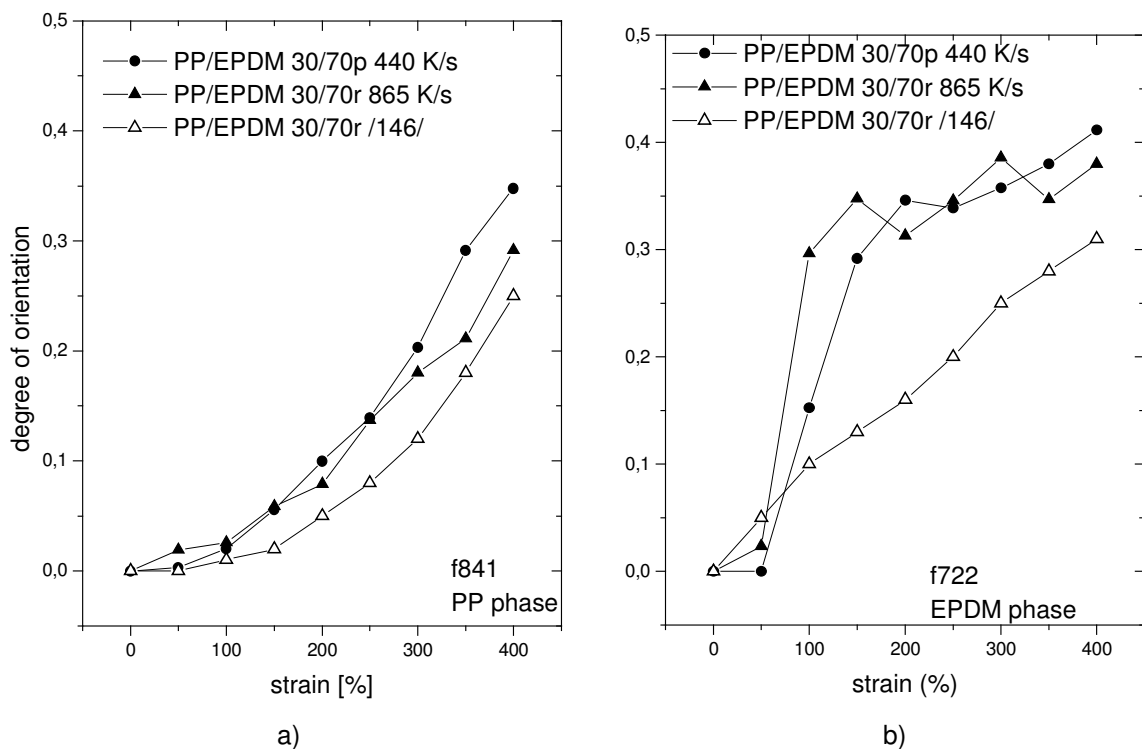 0,5
PP/EPDM 30/70p 440 K/s
PP/EPDM 30/70r 865 K/s
PP/EPDM 30/70r /146/
0,4
0,3
0,2
0,1
0,0
degree of orientation
f841
PP phase
0 100 200 300 400
strain [%]
a)
0,5
PP/EPDM 30/70p 440 K/s
PP/EPDM 30/70r 865 K/s
PP/EPDM 30/70r /146/
0,4
0,3
0,2
0,1
0,0
f722
EPDM phase
0 100 200 300 400
strain (%)
b)